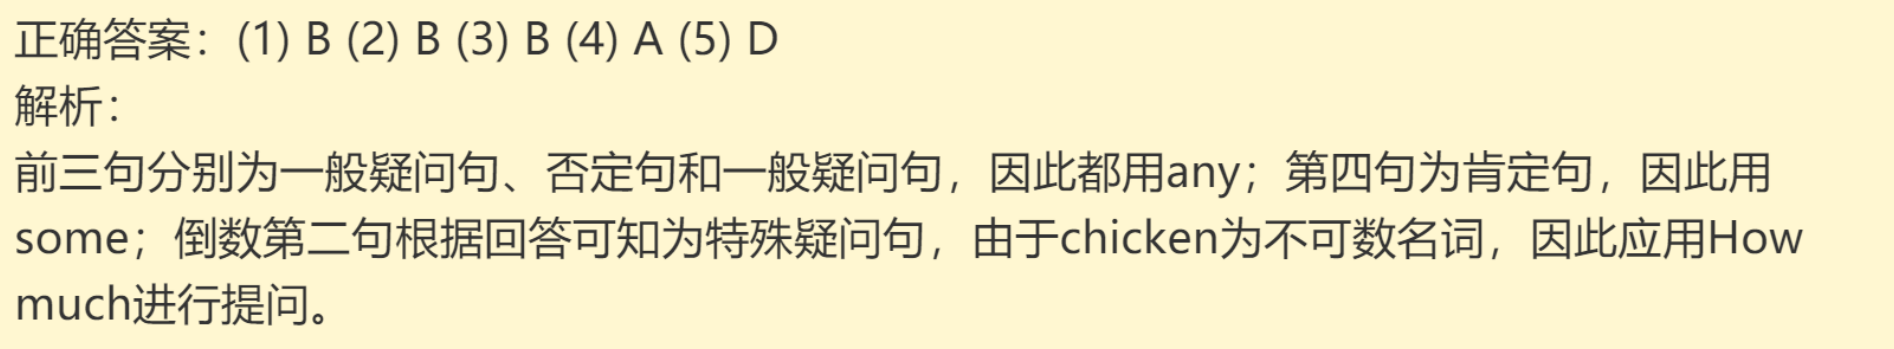 正确答案：(1) B (2) B (3) B (4) A (5) D
解析：
前三句分别为一般疑问句、否定句和一般疑问句，因此都用any；第四句为肯定句，因此用
some；倒数第二句根据回答可知为特殊疑问句，由于chicken为不可数名词，因此应用How
much进行提问。